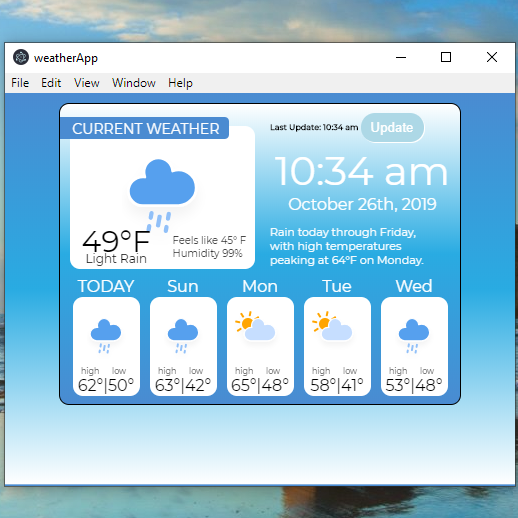 weatherApp
File Edit View Window Help
CURRENT WEATHER
49°F
Light Rain
Feels like 45° F
Humidity 99%
Last Update: 10:34 am Update
10:34 am
October 26th, 2019
Rain today through Friday,
with high temperatures
peaking at 64°F on Monday.
TODAY Sun Mon Tue Wed
high low high low high low high low high low
62°|50° 63°|42° 65°|48° 58°|41° 53°|48°